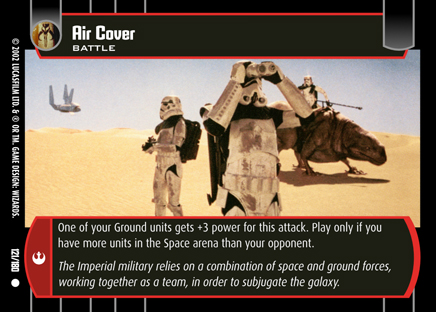 Air Cover
BATTLE
One of your Ground units gets +3 power for this attack. Play only if you
have more units in the Space arena than your opponent.
The Imperial military relies on a combination of space and ground forces,
working together as a team, in order to subjugate the galaxy.
© 2002 LUCASFILM LTD. & ® OR TM. GAME DESIGN: WIZARDS.
121/180